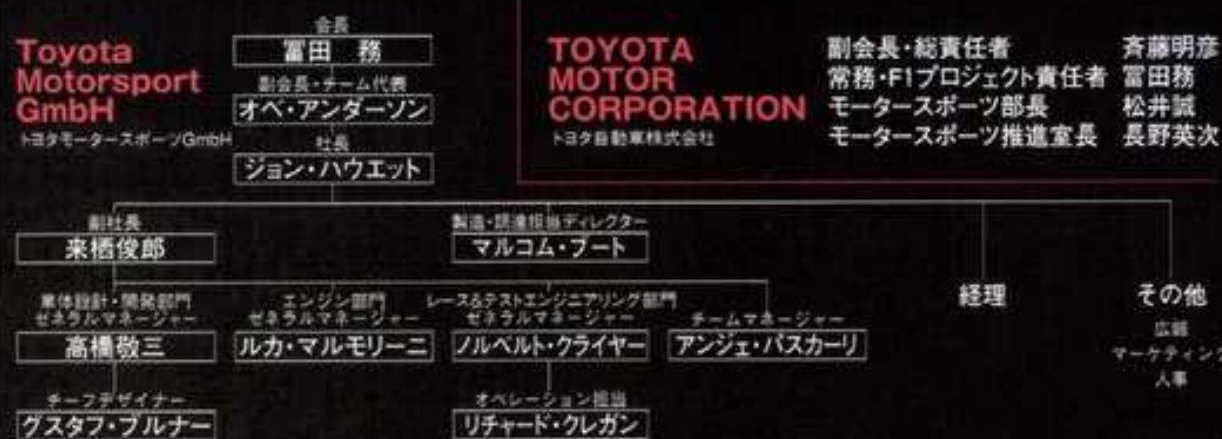 Toyota
Motorsport
GmbH
トヨタモータースポーツGmbH
会長
冨田 務
副会長・チーム代表
オベ・アンダーソン
社長
ジョン・ハウエット
TOYOTA
MOTOR
CORPORATION
トヨタ自動車株式会社
副会長・総責任者 斉藤明彦
常務・F1プロジェクト責任者 冨田務
モータースポーツ部長 松井誠
モータースポーツ推進室長 長野英次
副社長
来栖俊郎
製造・調達担当ディレクター
マルコム・ブート
経理
その他
広報
マーケティング
人事
車体設計・開発部門
ゼネラルマネージャー
高橋敬三
エンジン部門
ゼネラルマネージャー
ルカ・マルモリーニ
レース&テストエンジニアリング部門
ゼネラルマネージャー
ノルベルト・クライヤー
チームマネージャー
アンジェ・パスカーリ
チーフデザイナー
グスタフ・ブルナー
オペレーション担当
リチャード・クレガン